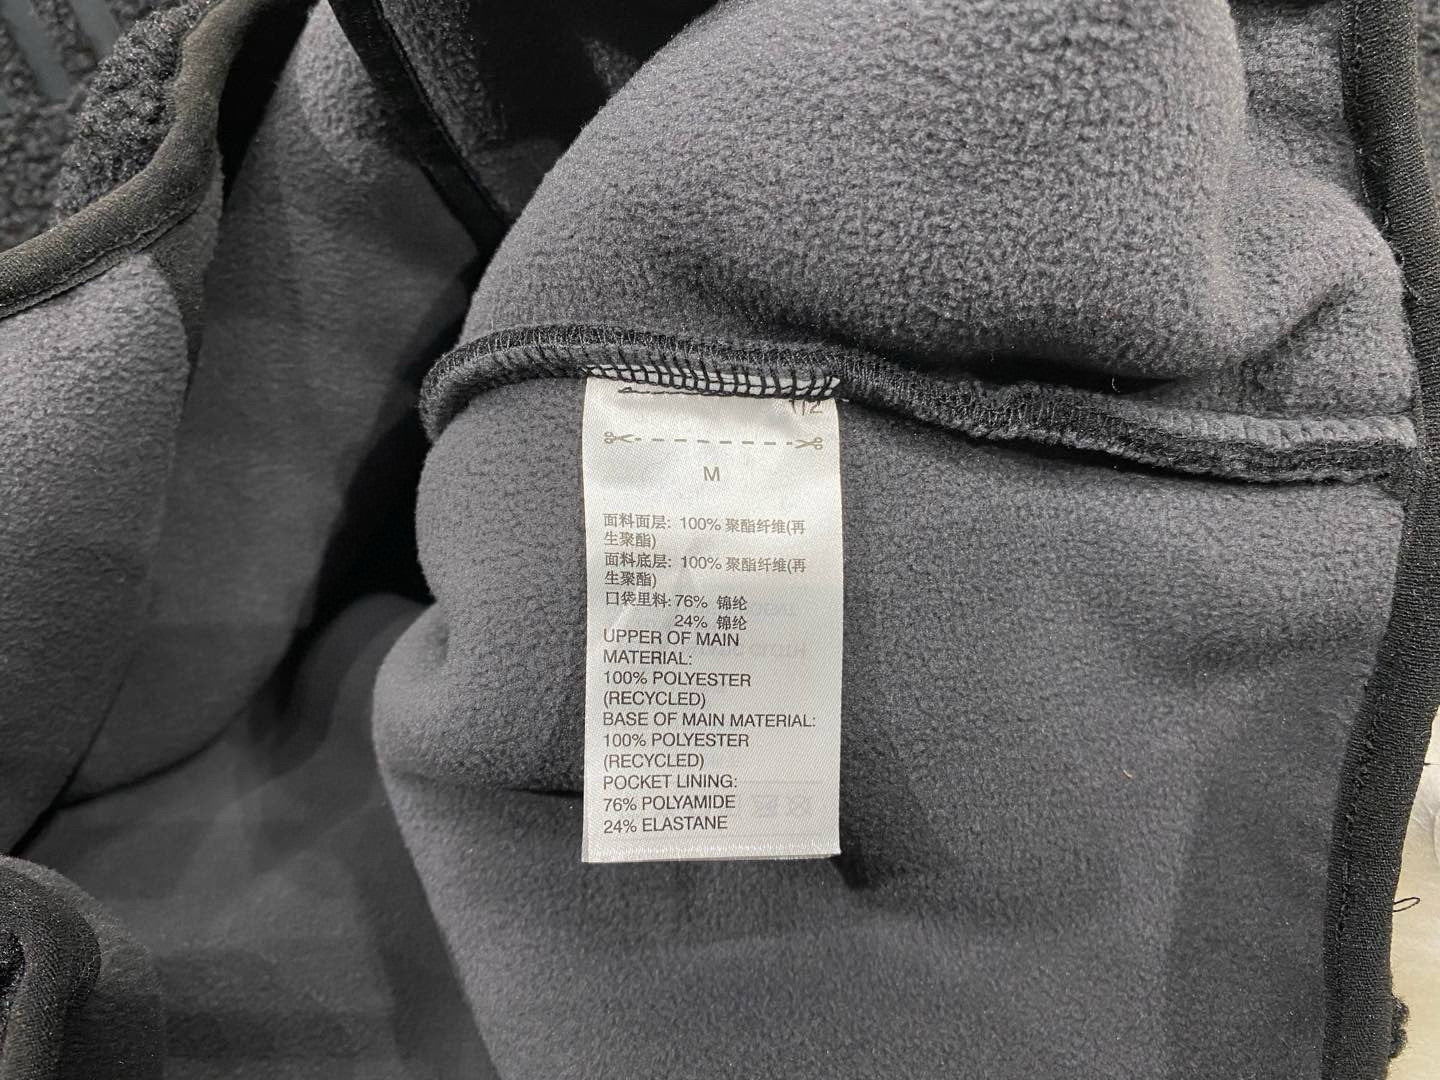 M
面料面层: 100% 聚酯纤维(再
生聚酯)
面料底层: 100% 聚酯纤维(再
生聚酯)
口袋里料: 76% 锦纶
24% 锦纶
UPPER OF MAIN
MATERIAL:
100% POLYESTER
(RECYCLED)
BASE OF MAIN MATERIAL:
100% POLYESTER
(RECYCLED)
POCKET LINING:
76% POLYAMIDE
24% ELASTANE